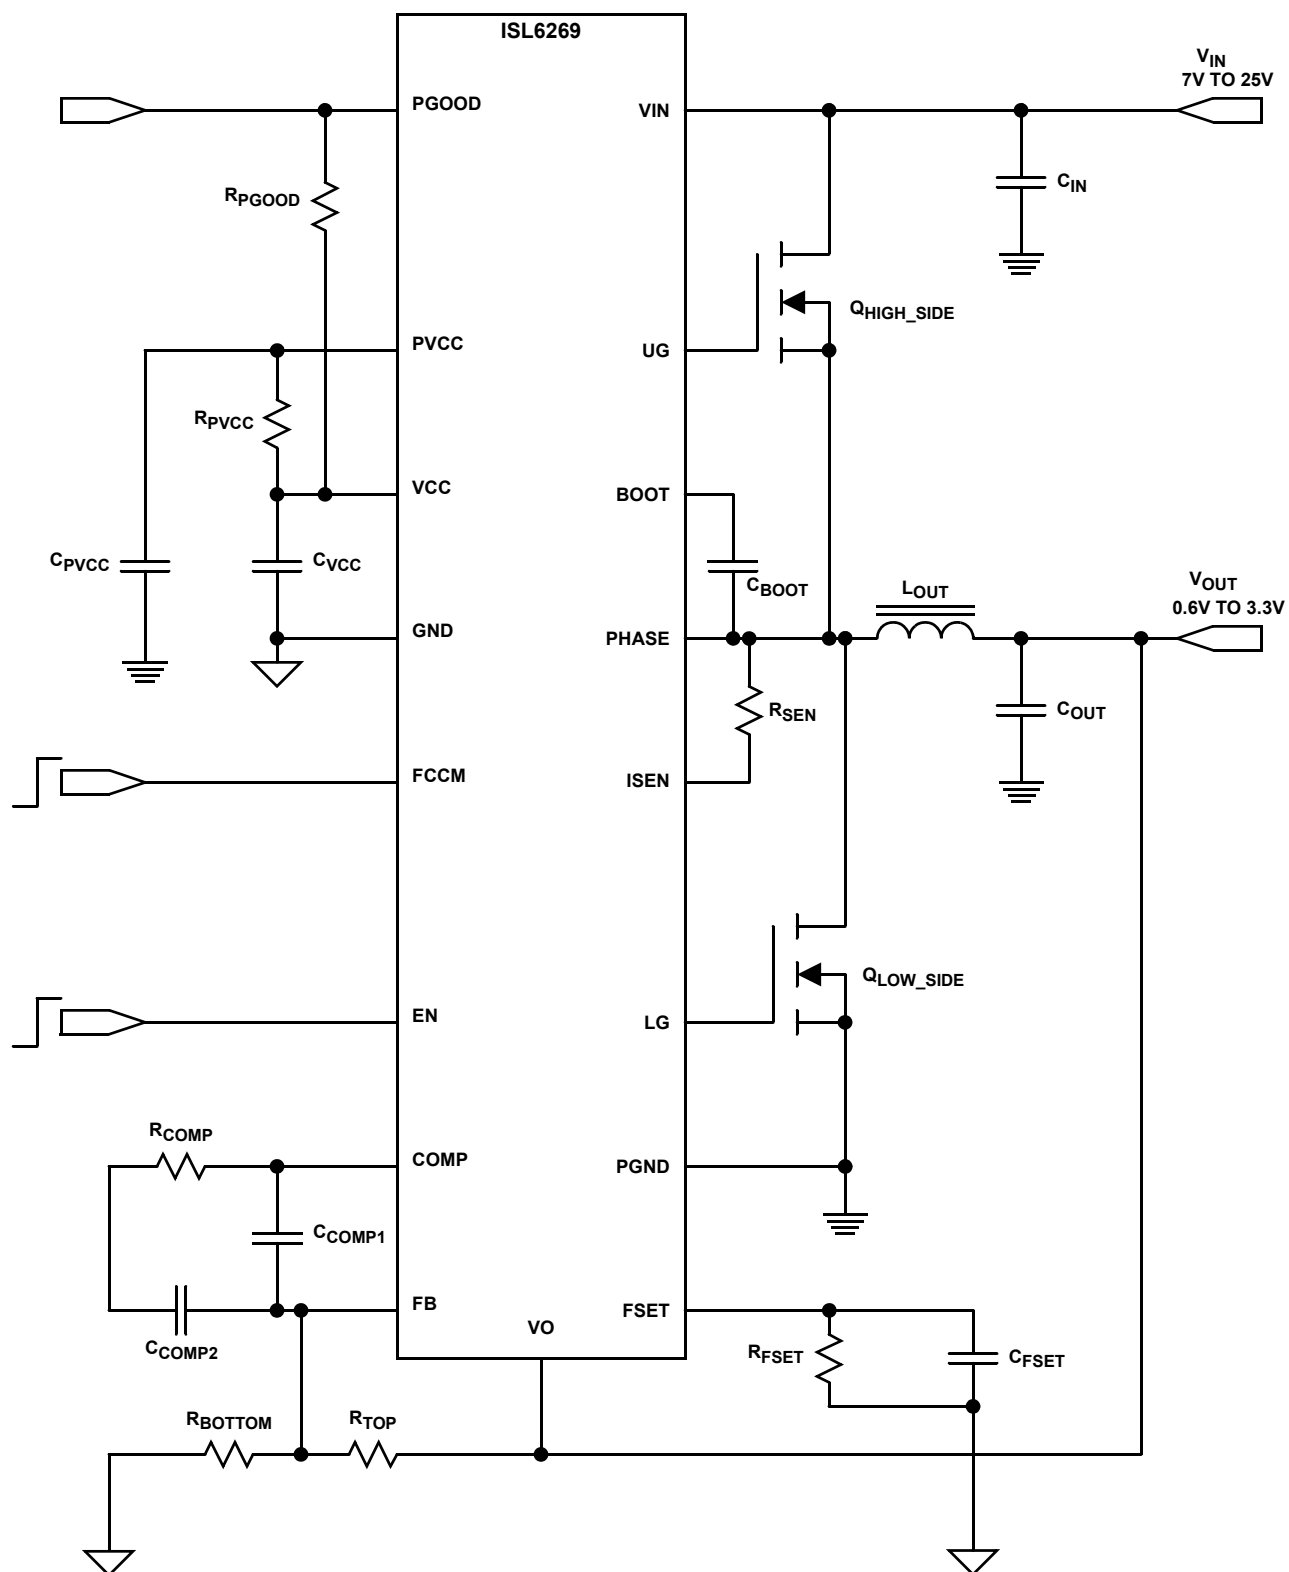 ISL6269
V_IN
7V TO 25V
PGOOD
VIN
C_IN
R_PGOOD
Q_HIGH_SIDE
PVCC
UG
R_PVCC
VCC
BOOT
C_PVCC
C_VCC
C_BOOT
L_OUT
V_OUT
0.6V TO 3.3V
GND
PHASE
R_SEN
C_OUT
FCCM
ISEN
Q_LOW_SIDE
EN
LG
R_COMP
COMP
PGND
C_COMP1
FB
FSET
VO
C_COMP2
R_FSET
C_FSET
R_BOTTOM
R_TOP